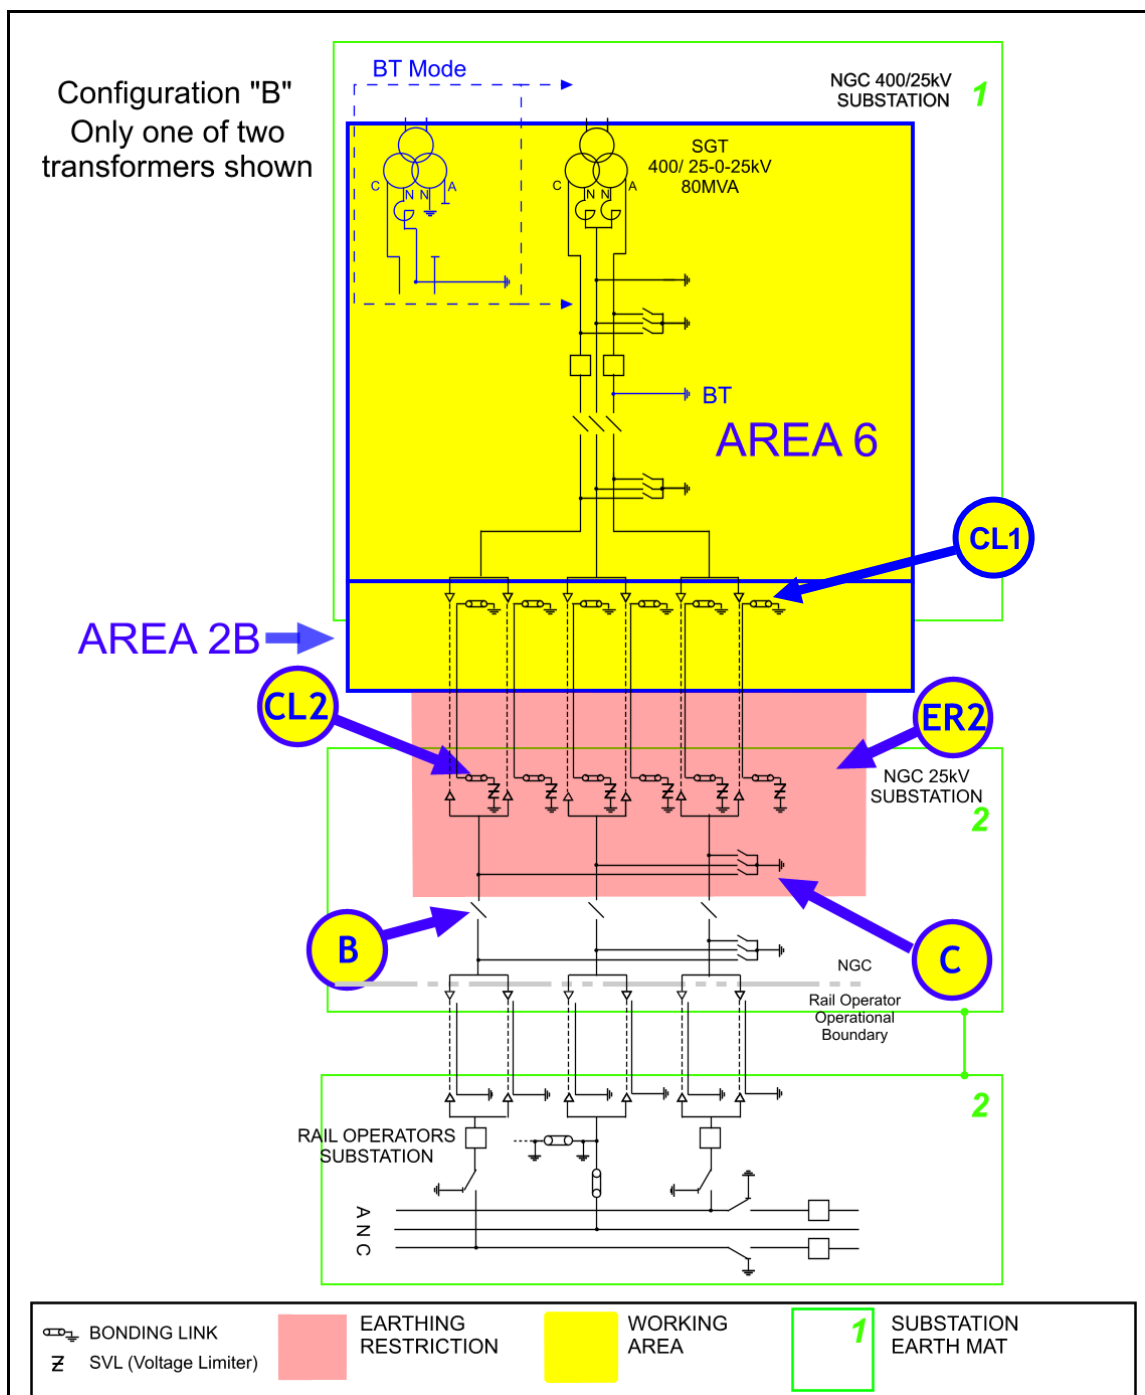 Configuration "B"
Only one of two
transformers shown
BT Mode
NGC 400/25kV
SUBSTATION
1
SGT
400/ 25-0-25kV
80MVA
C
N
N
A
C
N
N
A
BT
AREA 6
CL1
AREA 2B
CL2
ER2
NGC 25kV
SUBSTATION
2
B
C
NGC
Rail Operator
Operational
Boundary
2
RAIL OPERATORS
SUBSTATION
A
N
C
BONDING LINK
SVL (Voltage Limiter)
EARTHING
RESTRICTION
WORKING
AREA
1
SUBSTATION
EARTH MAT